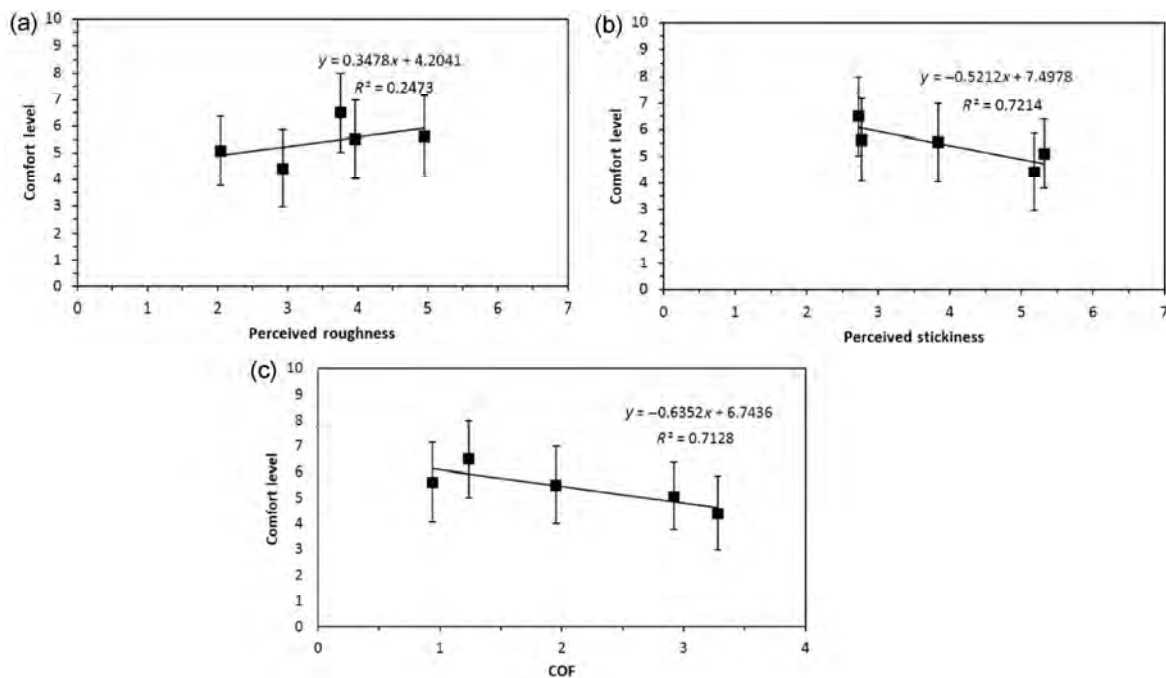 (a)
10
9
8
7
6
5
4
3
2
1
0
Comfort level
y = 0.3478x + 4.2041
R² = 0.2473
0 1 2 3 4 5 6 7
Perceived roughness
(b)
10
9
8
7
6
5
4
3
2
1
0
Comfort level
y = −0.5212x + 7.4978
R² = 0.7214
0 1 2 3 4 5 6 7
Perceived stickiness
(c)
10
9
8
7
6
5
4
3
2
1
0
Comfort level
y = −0.6352x + 6.7436
R² = 0.7128
0 1 2 3 4
COF